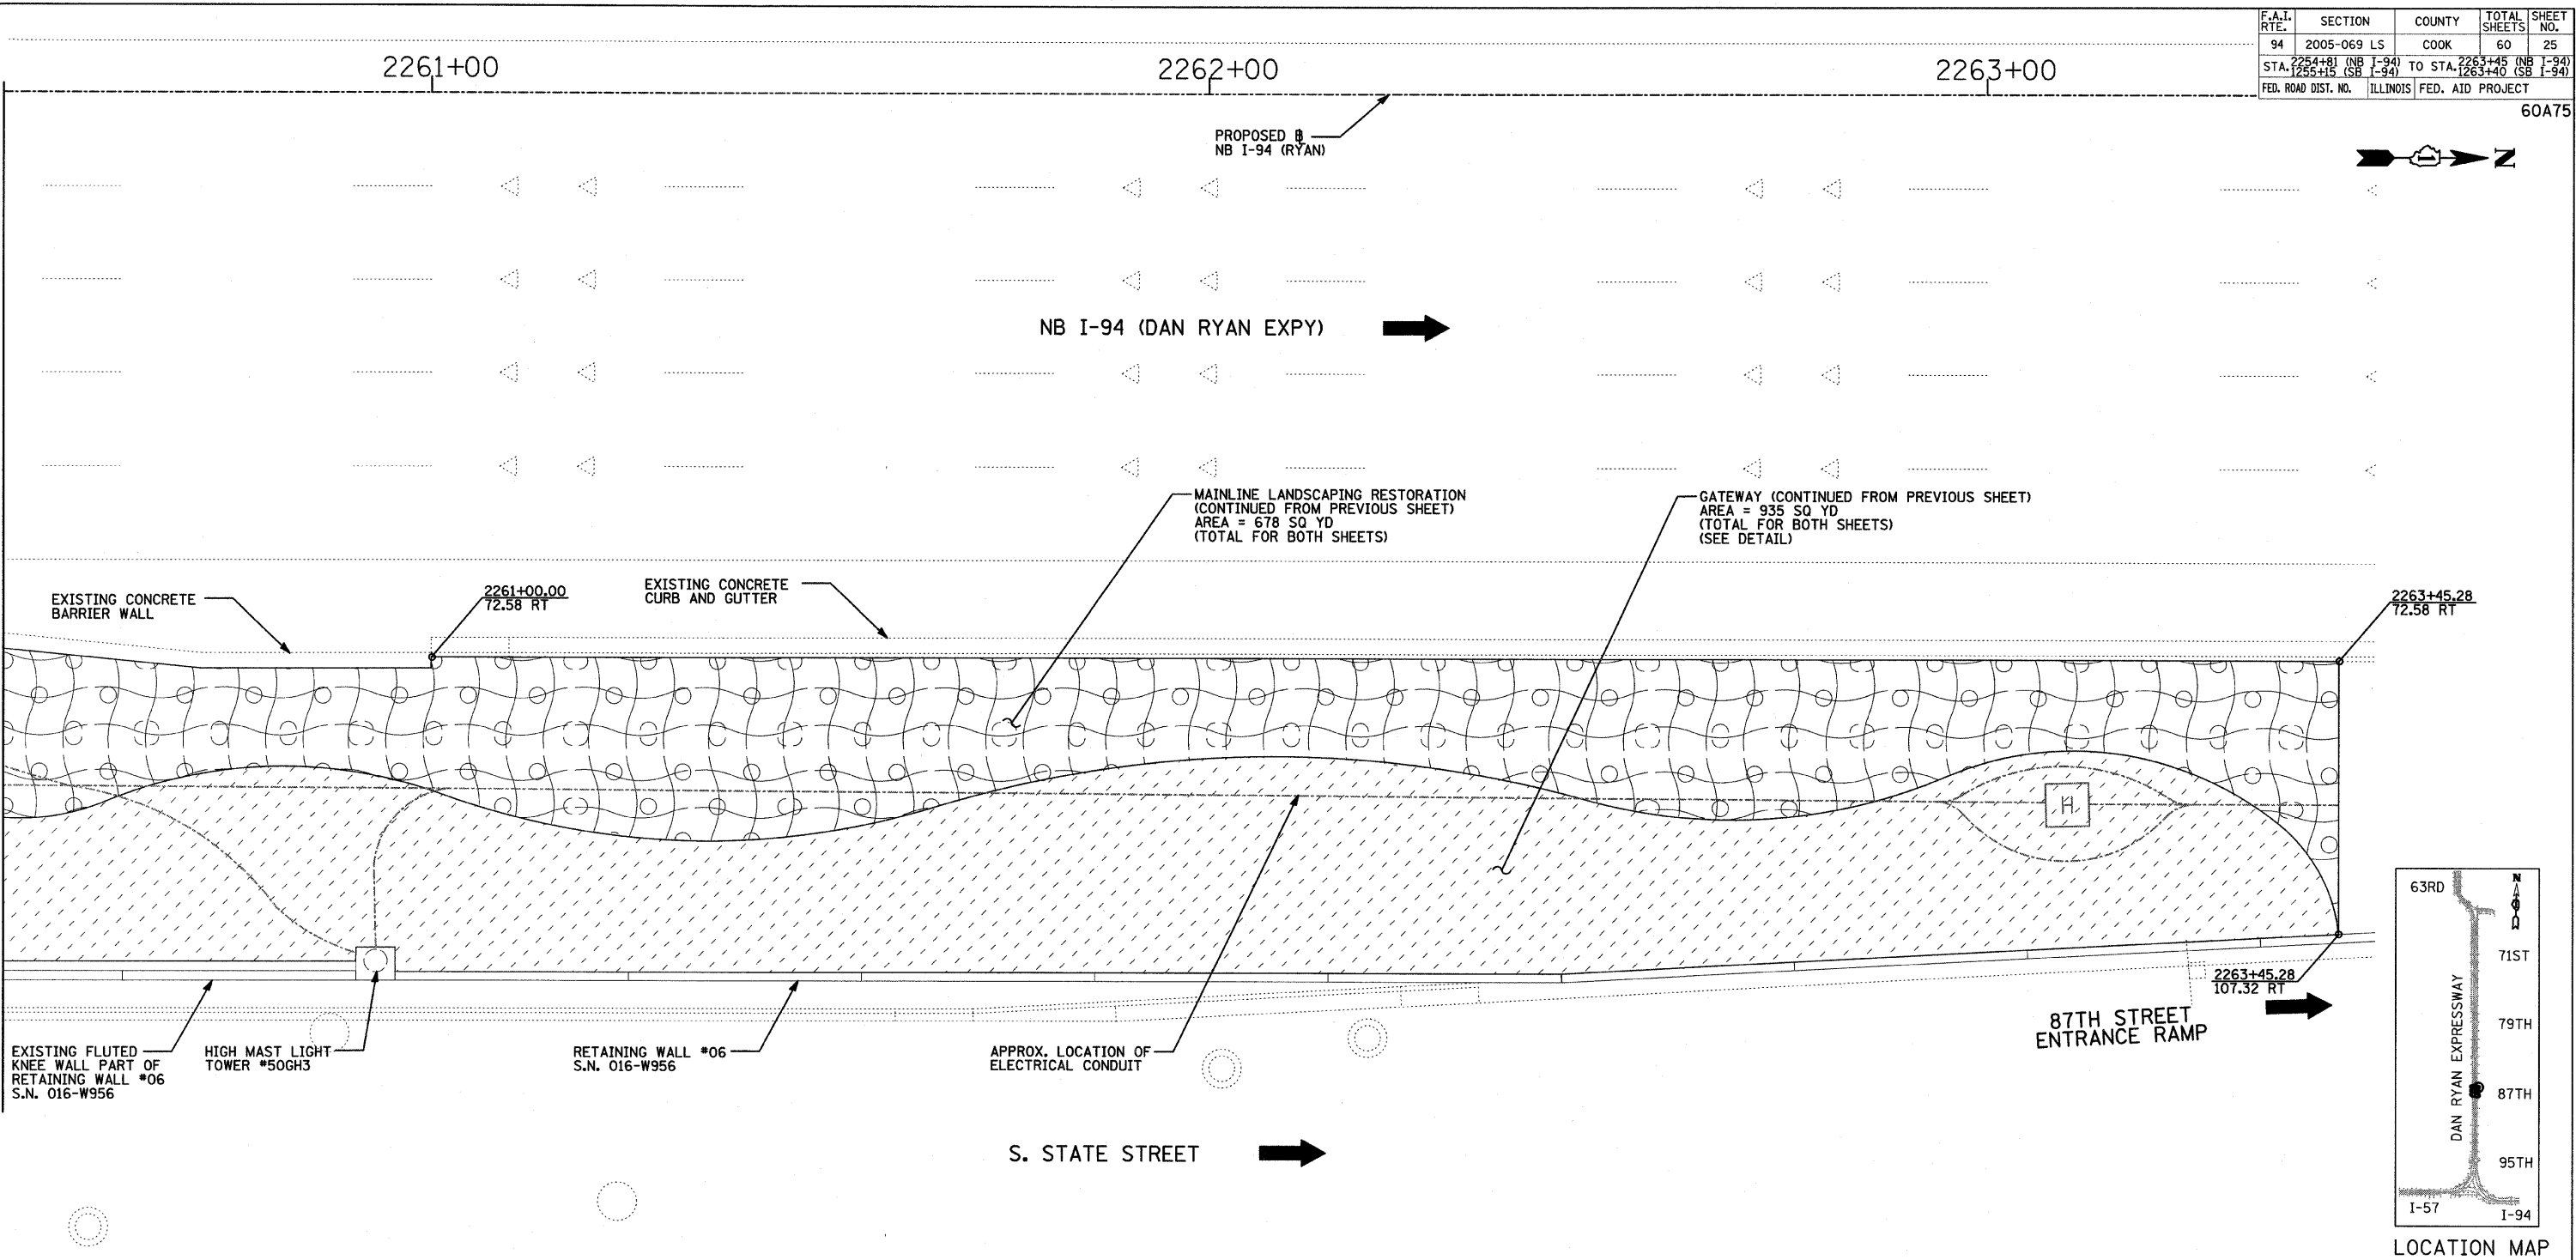 F.A.I. RTE. SECTION COUNTY TOTAL SHEETS SHEET NO.
94 2005-069 LS COOK 60 25
STA. 2254+81 (NB I-94) TO STA. 2263+45 (NB I-94)
1255+15 (SB I-94) 1263+40 (SB I-94)
FED. ROAD DIST. NO. ILLINOIS FED. AID PROJECT
60A75
2261+00 2262+00 2263+00
PROPOSED ℄
NB I-94 (RYAN)
N
NB I-94 (DAN RYAN EXPY)
MAINLINE LANDSCAPING RESTORATION
(CONTINUED FROM PREVIOUS SHEET)
AREA = 678 SQ YD
(TOTAL FOR BOTH SHEETS)
GATEWAY (CONTINUED FROM PREVIOUS SHEET)
AREA = 935 SQ YD
(TOTAL FOR BOTH SHEETS)
(SEE DETAIL)
EXISTING CONCRETE
BARRIER WALL
2261+00.00
72.58 RT
EXISTING CONCRETE
CURB AND GUTTER
2263+45.28
72.58 RT
H
2263+45.28
107.32 RT
87TH STREET
ENTRANCE RAMP
EXISTING FLUTED
KNEE WALL PART OF
RETAINING WALL #06
S.N. 016-W956
HIGH MAST LIGHT
TOWER #50GH3
RETAINING WALL #06
S.N. 016-W956
APPROX. LOCATION OF
ELECTRICAL CONDUIT
S. STATE STREET
63RD
N
71ST
79TH
87TH
95TH
DAN RYAN EXPRESSWAY
I-57
I-94
LOCATION MAP